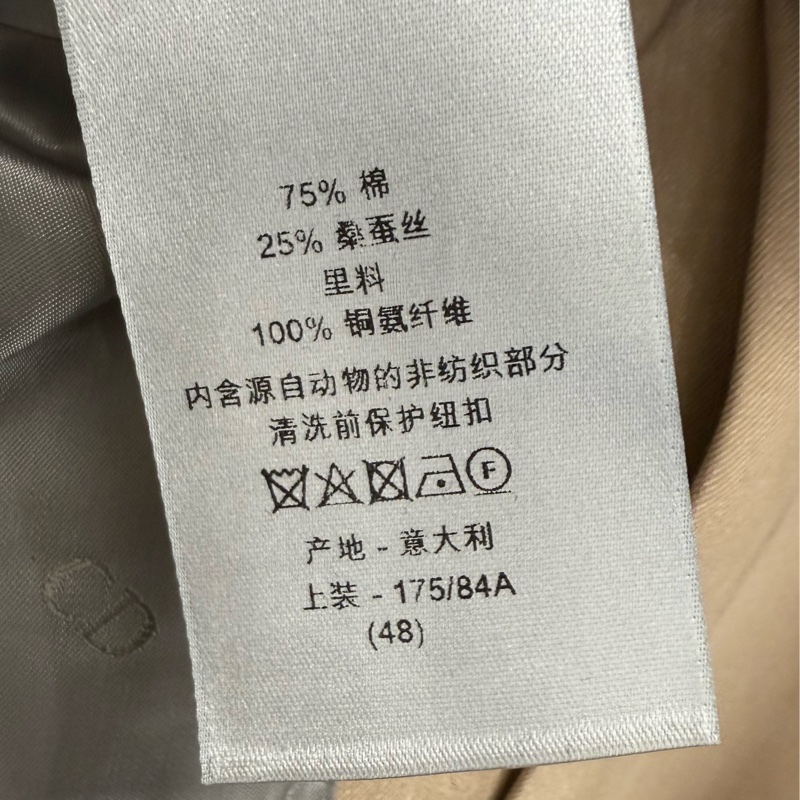 75% 棉
25% 桑蚕丝
里料
100% 铜氨纤维
内含源自动物的非纺织部分
清洗前保护纽扣
F
产地 - 意大利
上装 - 175/84A
(48)
CD